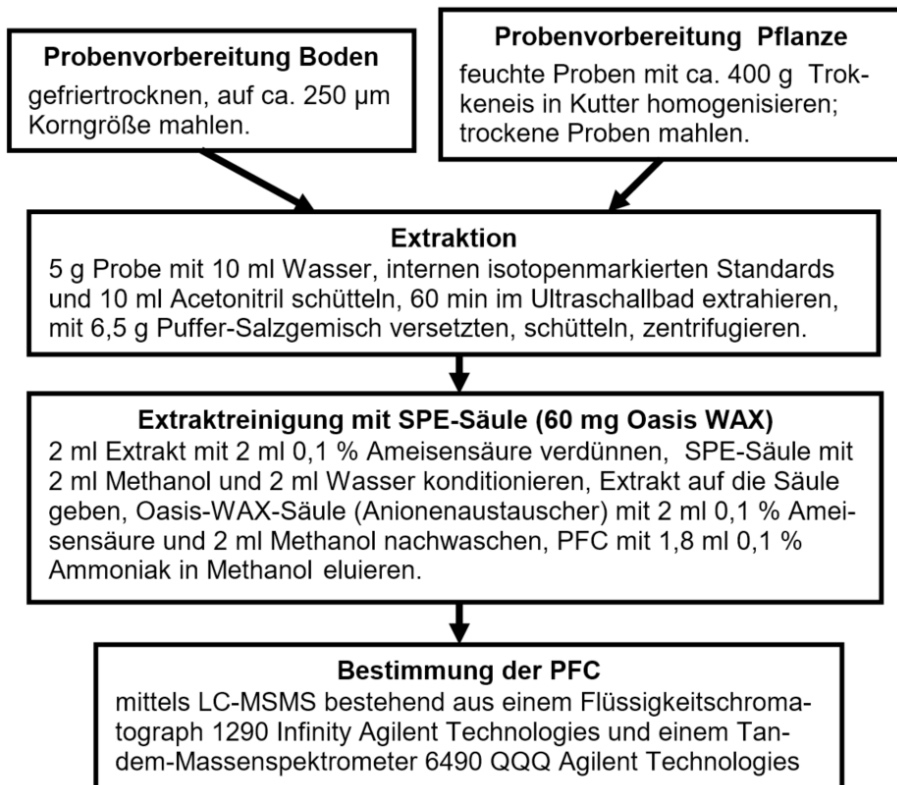 Probenvorbereitung Boden
gefriertrocknen, auf ca. 250 µm
Korngröße mahlen.
Probenvorbereitung Pflanze
feuchte Proben mit ca. 400 g Trok-
keneis in Kutter homogenisieren;
trockene Proben mahlen.
Extraktion
5 g Probe mit 10 ml Wasser, internen isotopenmarkierten Standards
und 10 ml Acetonitril schütteln, 60 min im Ultraschallbad extrahieren,
mit 6,5 g Puffer-Salzgemisch versetzten, schütteln, zentrifugieren.
Extraktreinigung mit SPE-Säule (60 mg Oasis WAX)
2 ml Extrakt mit 2 ml 0,1 % Ameisensäure verdünnen, SPE-Säule mit
2 ml Methanol und 2 ml Wasser konditionieren, Extrakt auf die Säule
geben, Oasis-WAX-Säule (Anionenaustauscher) mit 2 ml 0,1 % Amei-
sensäure und 2 ml Methanol nachwaschen, PFC mit 1,8 ml 0,1 %
Ammoniak in Methanol eluieren.
Bestimmung der PFC
mittels LC-MSMS bestehend aus einem Flüssigkeitschroma-
tograph 1290 Infinity Agilent Technologies und einem Tan-
dem-Massenspektrometer 6490 QQQ Agilent Technologies